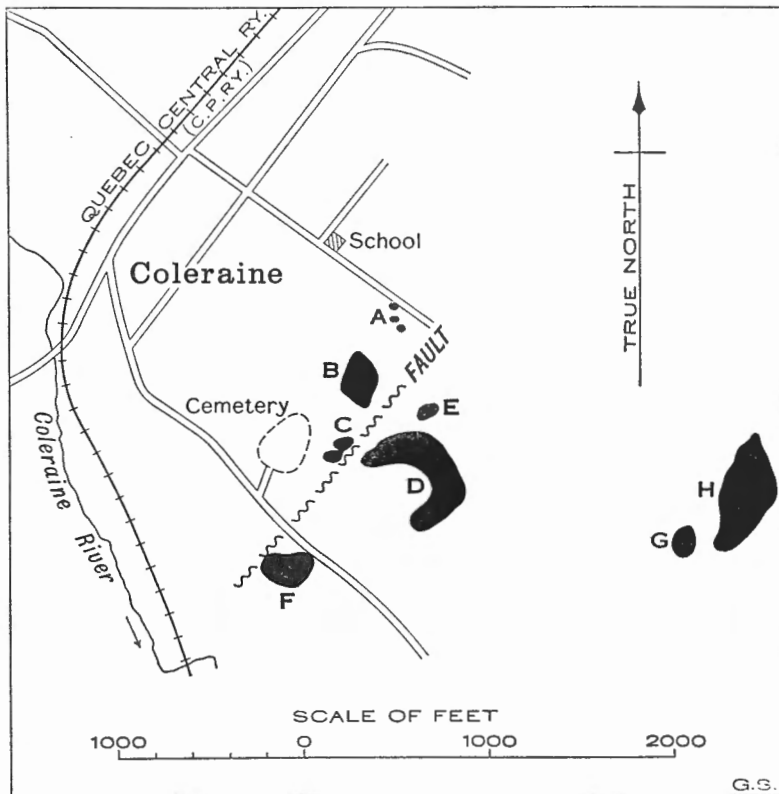 QUEBEC CENTRAL RY.
(C.P.RY.)
School
Coleraine
TRUE NORTH
A
FAULT
B
E
Cemetery
C
D
H
Coleraine River
G
F
SCALE OF FEET
1000 0 1000 2000
G.S.